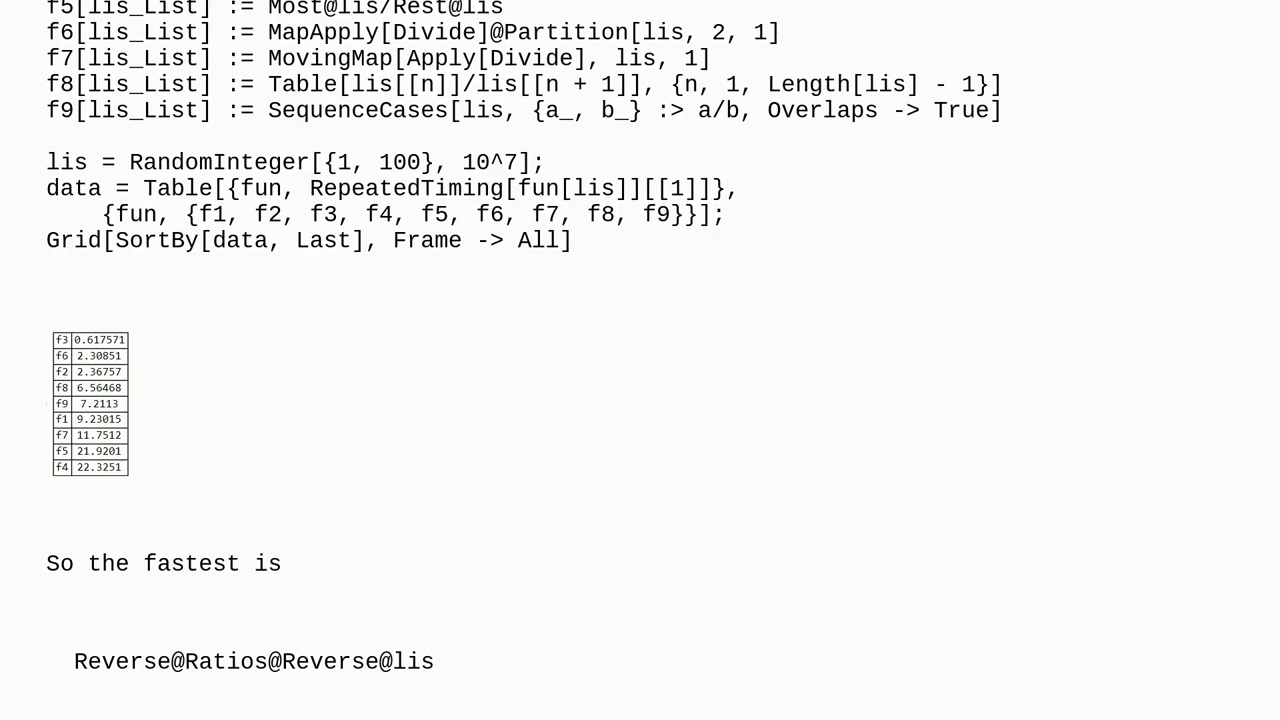 f5[lis_List] := Most@lis/Rest@lis
f6[lis_List] := MapApply[Divide]@Partition[lis, 2, 1]
f7[lis_List] := MovingMap[Apply[Divide], lis, 1]
f8[lis_List] := Table[lis[[n]]/lis[[n + 1]], {n, 1, Length[lis] - 1}]
f9[lis_List] := SequenceCases[lis, {a_, b_} :> a/b, Overlaps -> True]
lis = RandomInteger[{1, 100}, 10^7];
data = Table[{fun, RepeatedTiming[fun[lis]][[1]]},
{fun, {f1, f2, f3, f4, f5, f6, f7, f8, f9}}];
Grid[SortBy[data, Last], Frame -> All]
f3 0.617571
f6 2.30851
f2 2.36757
f8 6.56468
f9 7.2113
f1 9.23015
f7 11.7512
f5 21.9201
f4 22.3251
So the fastest is
Reverse@Ratios@Reverse@lis